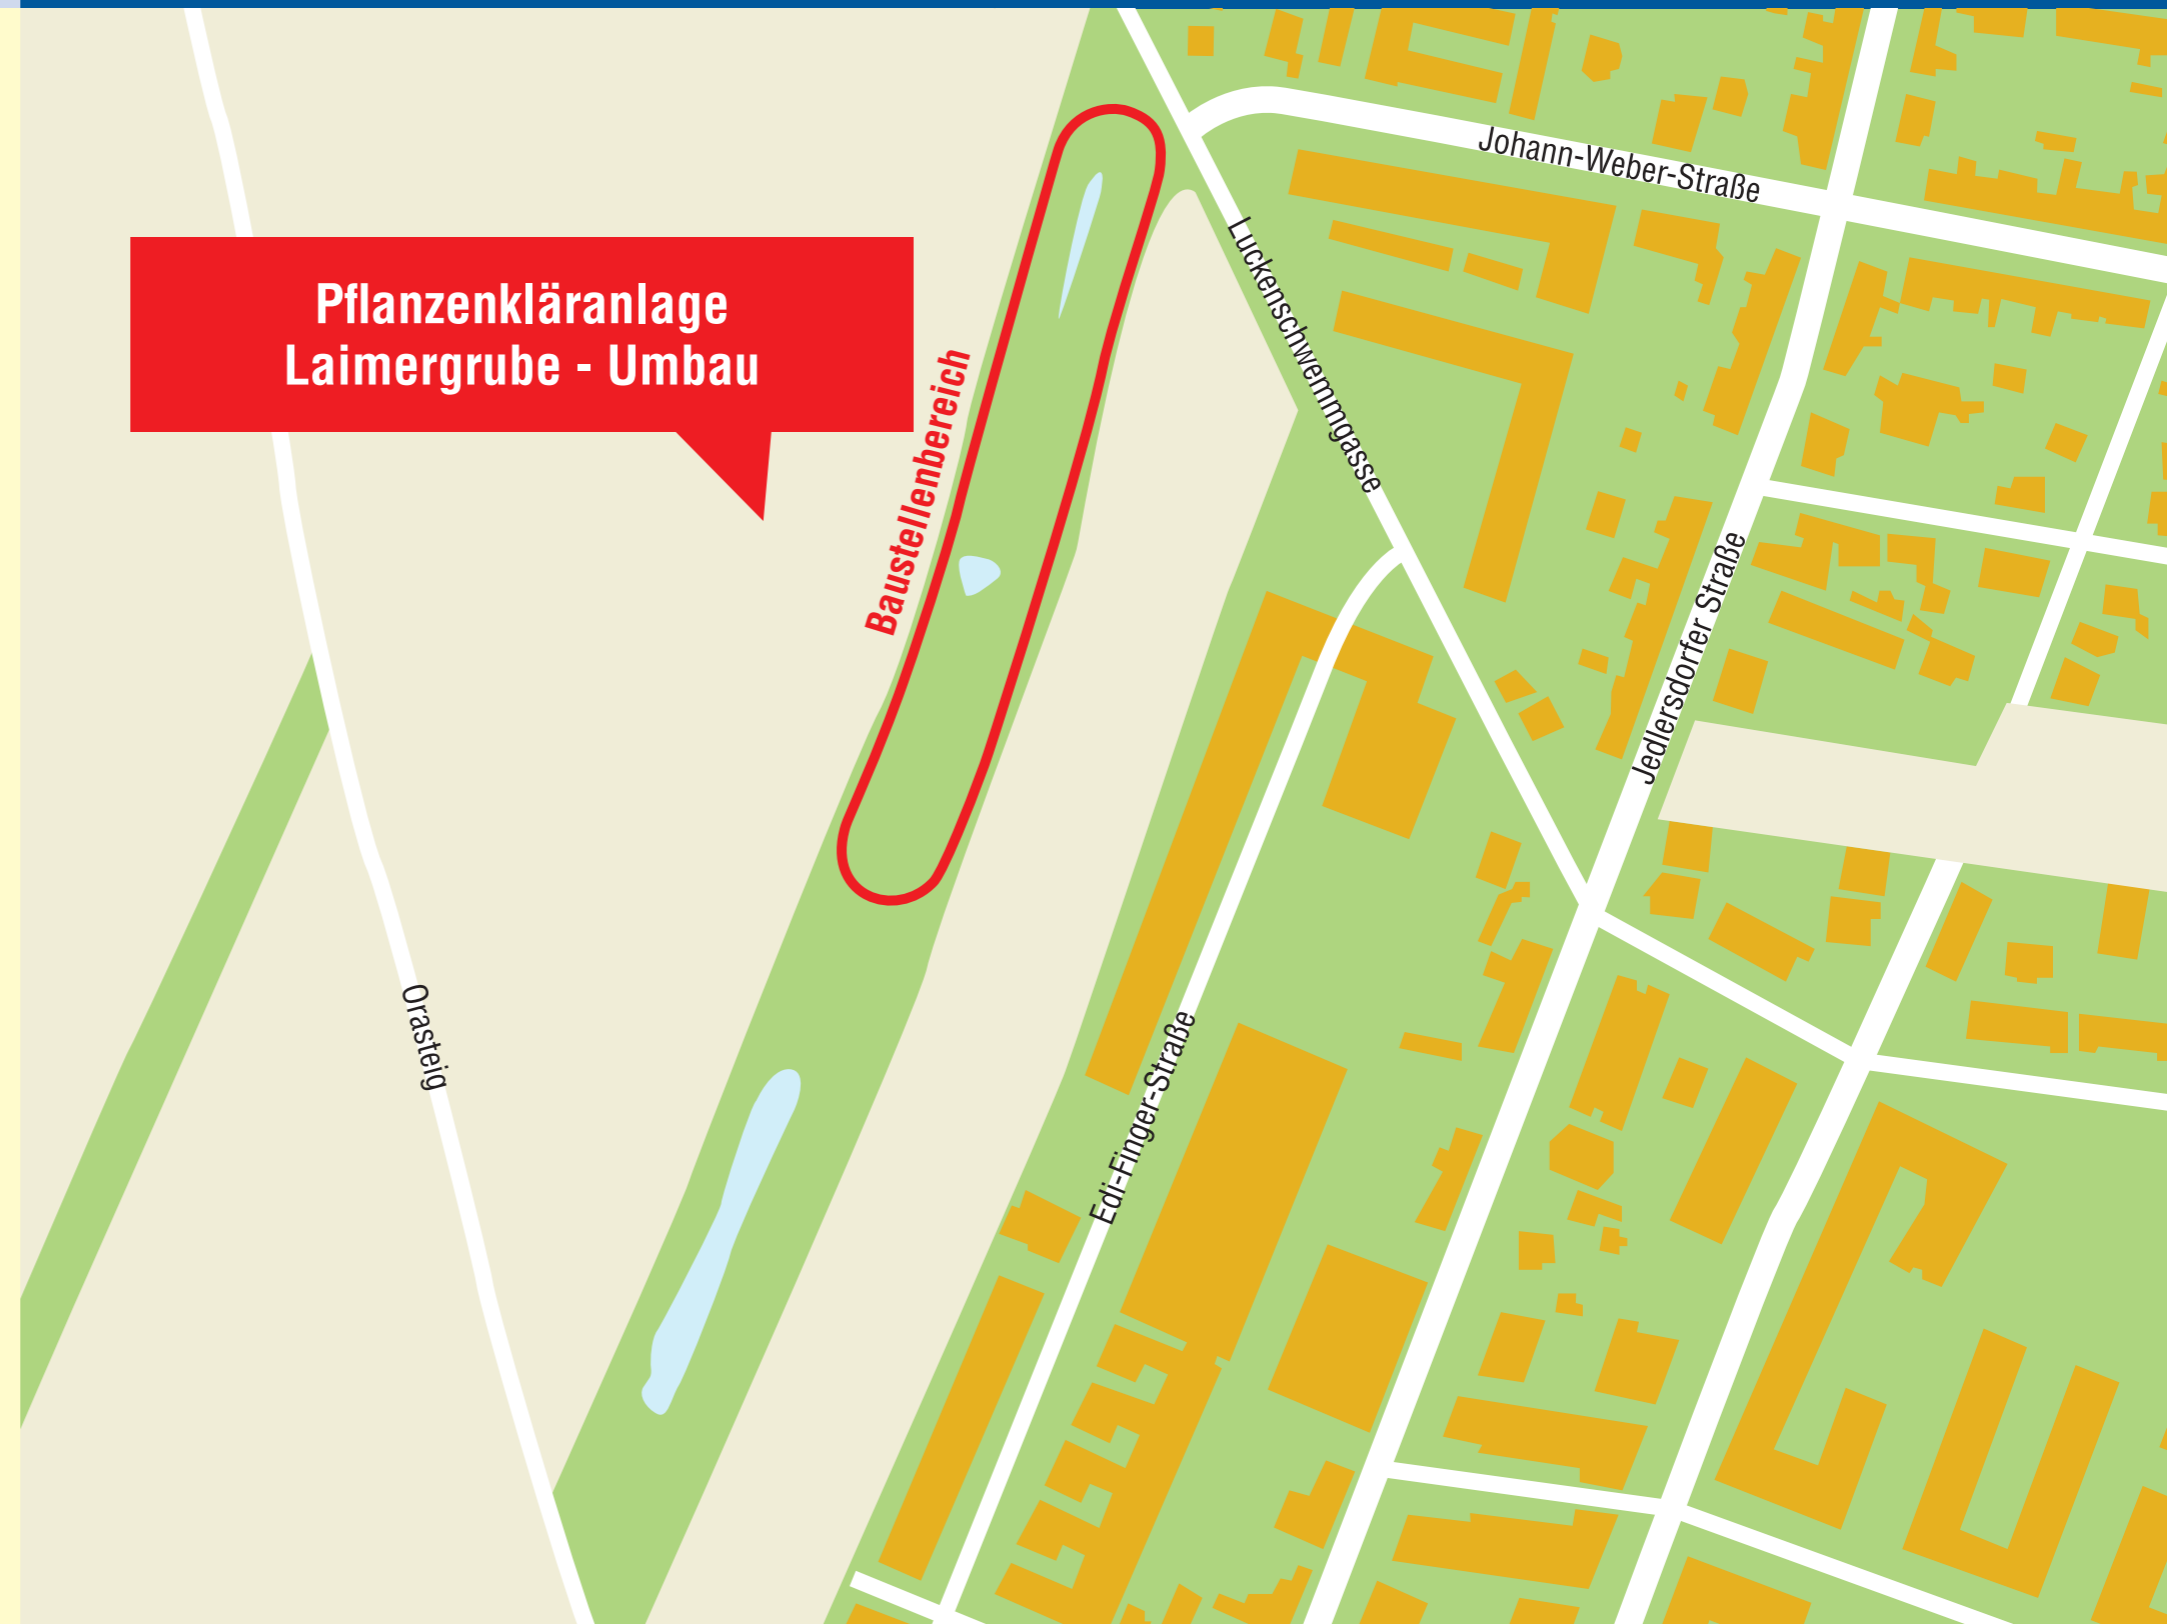 Johann-Weber-Straße
Luckenschwemmgasse
Pflanzenkläranlage
Laimergrube - Umbau
Baustellenbereich
Jedlersdorfer Straße
Orasteig
Edi-Finger-Straße